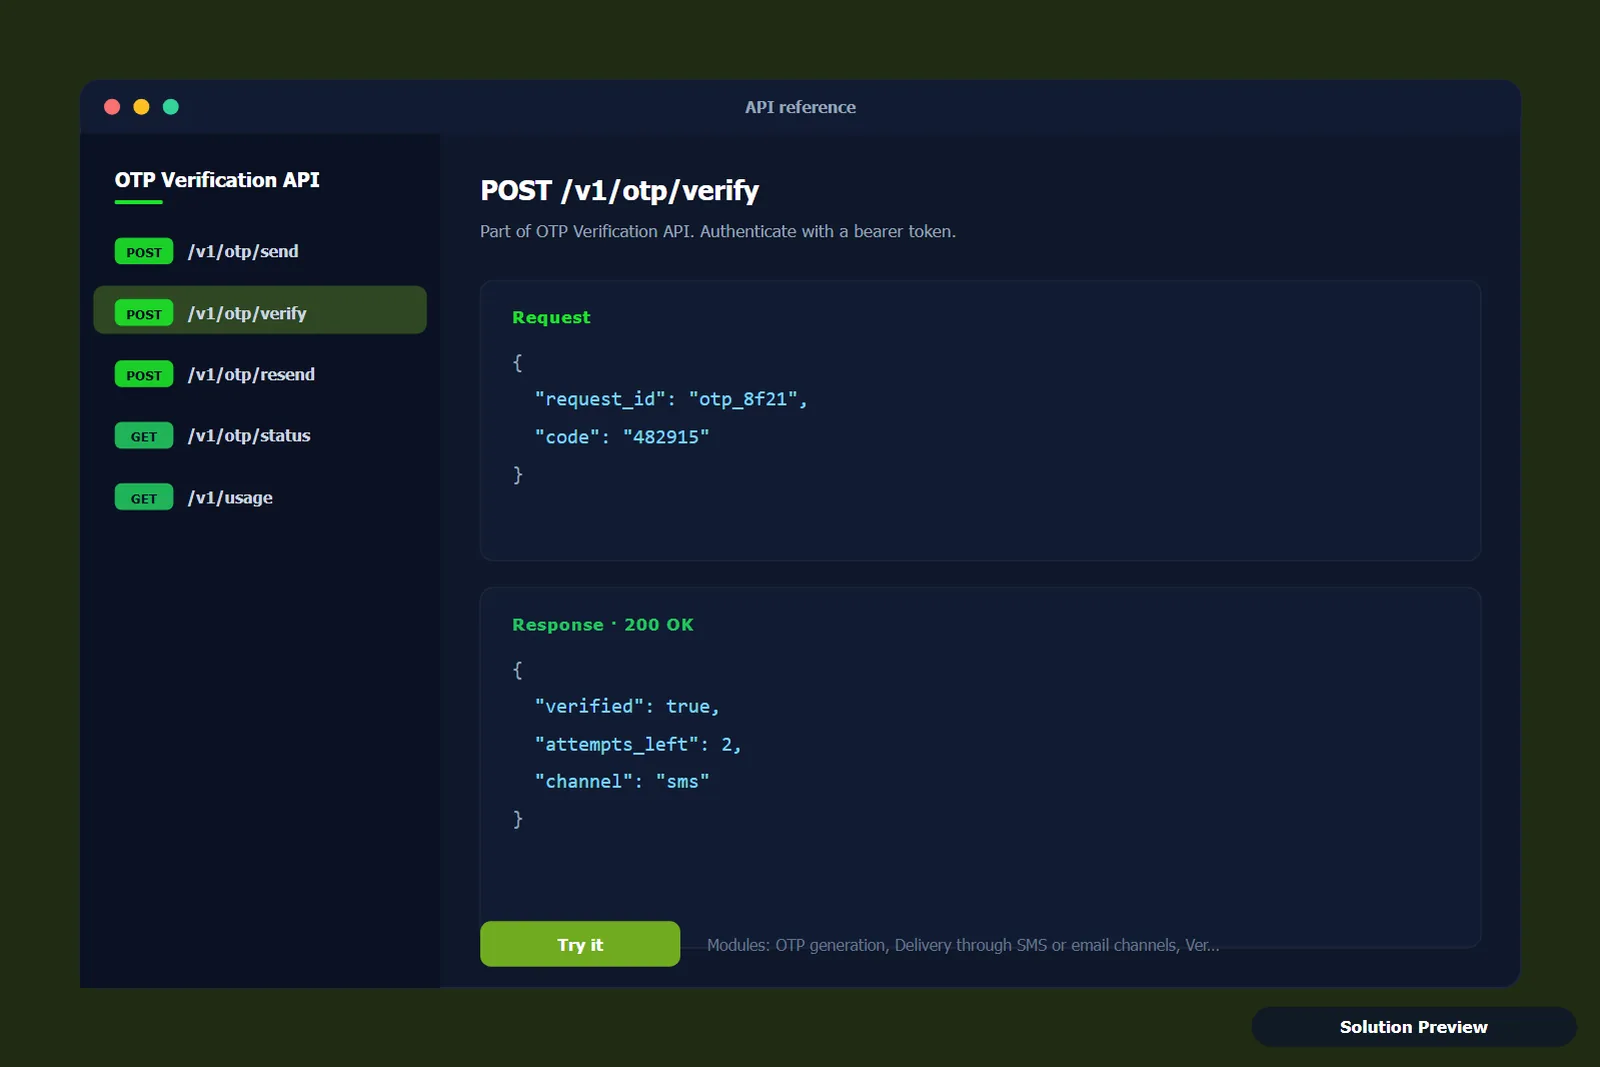 API reference
OTP Verification API
POST /v1/otp/send
POST /v1/otp/verify
POST /v1/otp/resend
GET /v1/otp/status
GET /v1/usage
POST /v1/otp/verify
Part of OTP Verification API. Authenticate with a bearer token.
Request
{
  "request_id": "otp_8f21",
  "code": "482915"
}
Response · 200 OK
{
  "verified": true,
  "attempts_left": 2,
  "channel": "sms"
}
Try it
Modules: OTP generation, Delivery through SMS or email channels, Ver...
Solution Preview